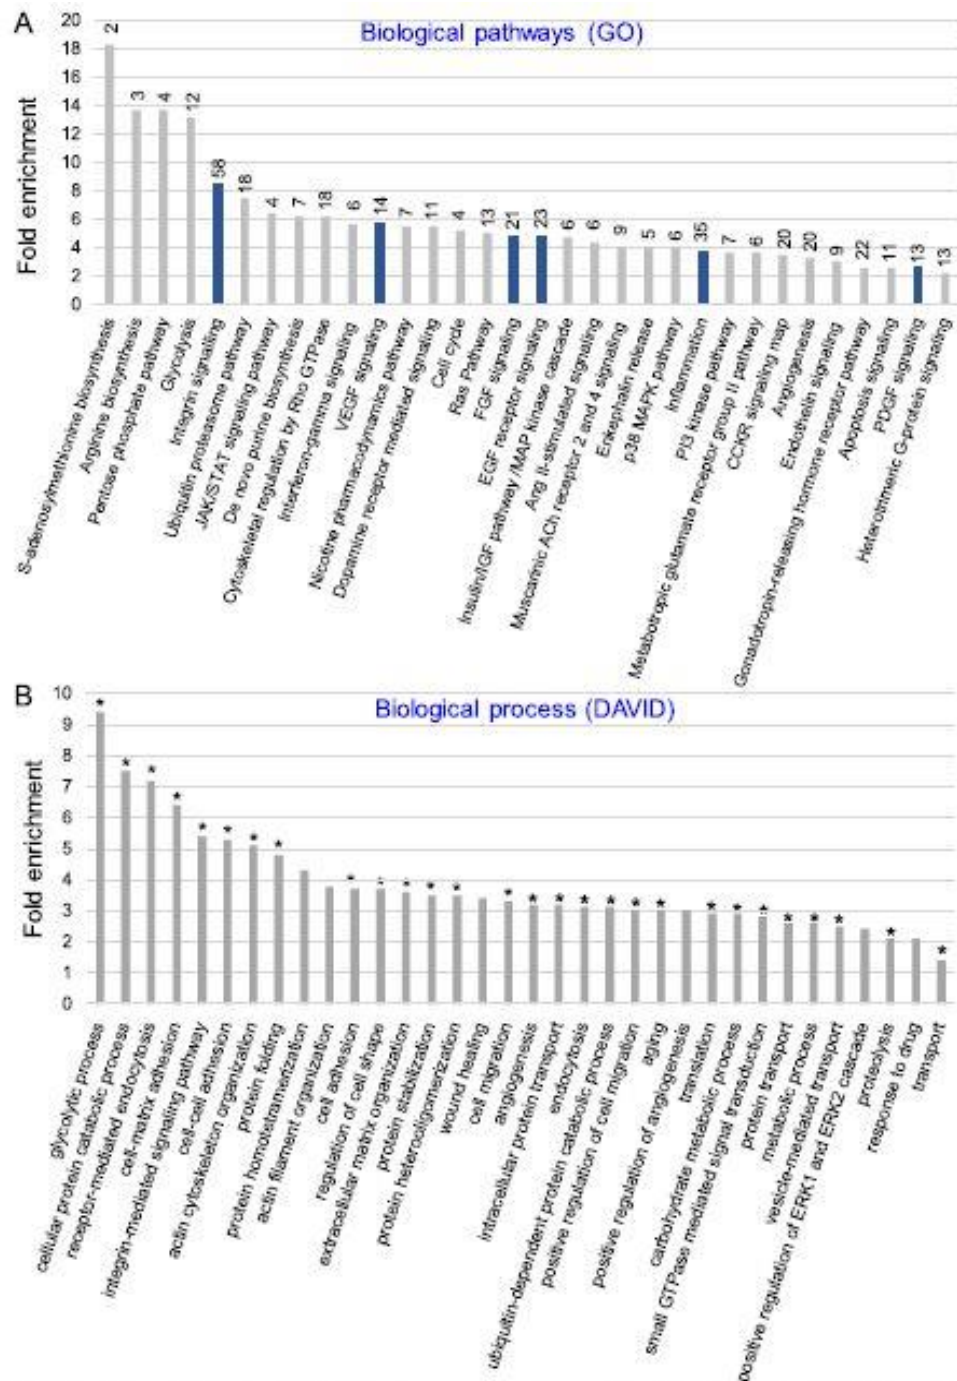 A
Biological pathways (GO)
Fold enrichment
20
18
16
14
12
10
8
6
4
2
0
2
3
4
12
58
18
4
7
18
6
14
7
11
4
13
21
23
6
6
9
5
6
35
7
6
20
20
9
22
11
13
13
S-adenosylmethionine biosynthesis
Arginine biosynthesis
Pentose phosphate pathway
Glycolysis
Integrin signaling
Ubiquitin proteasome pathway
JAK/STAT signaling pathway
De novo purine biosynthesis
Cytoskeletal regulation by Rho GTPase
Interferon-gamma signaling
VEGF signaling
Nicotine pharmacodynamics pathway
Dopamine receptor mediated signaling
Cell cycle
Ras Pathway
FGF signaling
EGF receptor signaling
Insulin/IGF pathway /MAP kinase cascade
Ang II-stimulated signaling
Muscarinic ACh receptor 2 and 4 signaling
Enkephalin release
p38 MAPK pathway
Inflammation
PI3 kinase pathway
Metabotropic glutamate receptor group II pathway
CCKR signaling map
Angiogenesis
Endothelin signaling
Gonadotropin-releasing hormone receptor pathway
Apoptosis signaling
PDGF signaling
Heterotrimeric G-protein signaling
B
Biological process (DAVID)
Fold enrichment
10
9
8
7
6
5
4
3
2
1
0
* * * * * * * * * * * * * * * * * * * * * * * * * * * *
glycolytic process
cellular protein catabolic process
receptor-mediated endocytosis
cell-matrix adhesion
integrin-mediated signaling pathway
cell-cell adhesion
actin cytoskeleton organization
protein folding
protein homotetramerization
actin filament organization
cell adhesion
regulation of cell shape
extracellular matrix organization
protein stabilization
protein heterooligomerization
wound healing
cell migration
angiogenesis
intracellular protein transport
endocytosis
ubiquitin-dependent protein catabolic process
positive regulation of cell migration
aging
positive regulation of angiogenesis
translation
carbohydrate metabolic process
small GTPase mediated signal transduction
protein transport
metabolic process
vesicle-mediated transport
positive regulation of ERK1 and ERK2 cascade
proteolysis
response to drug
transport